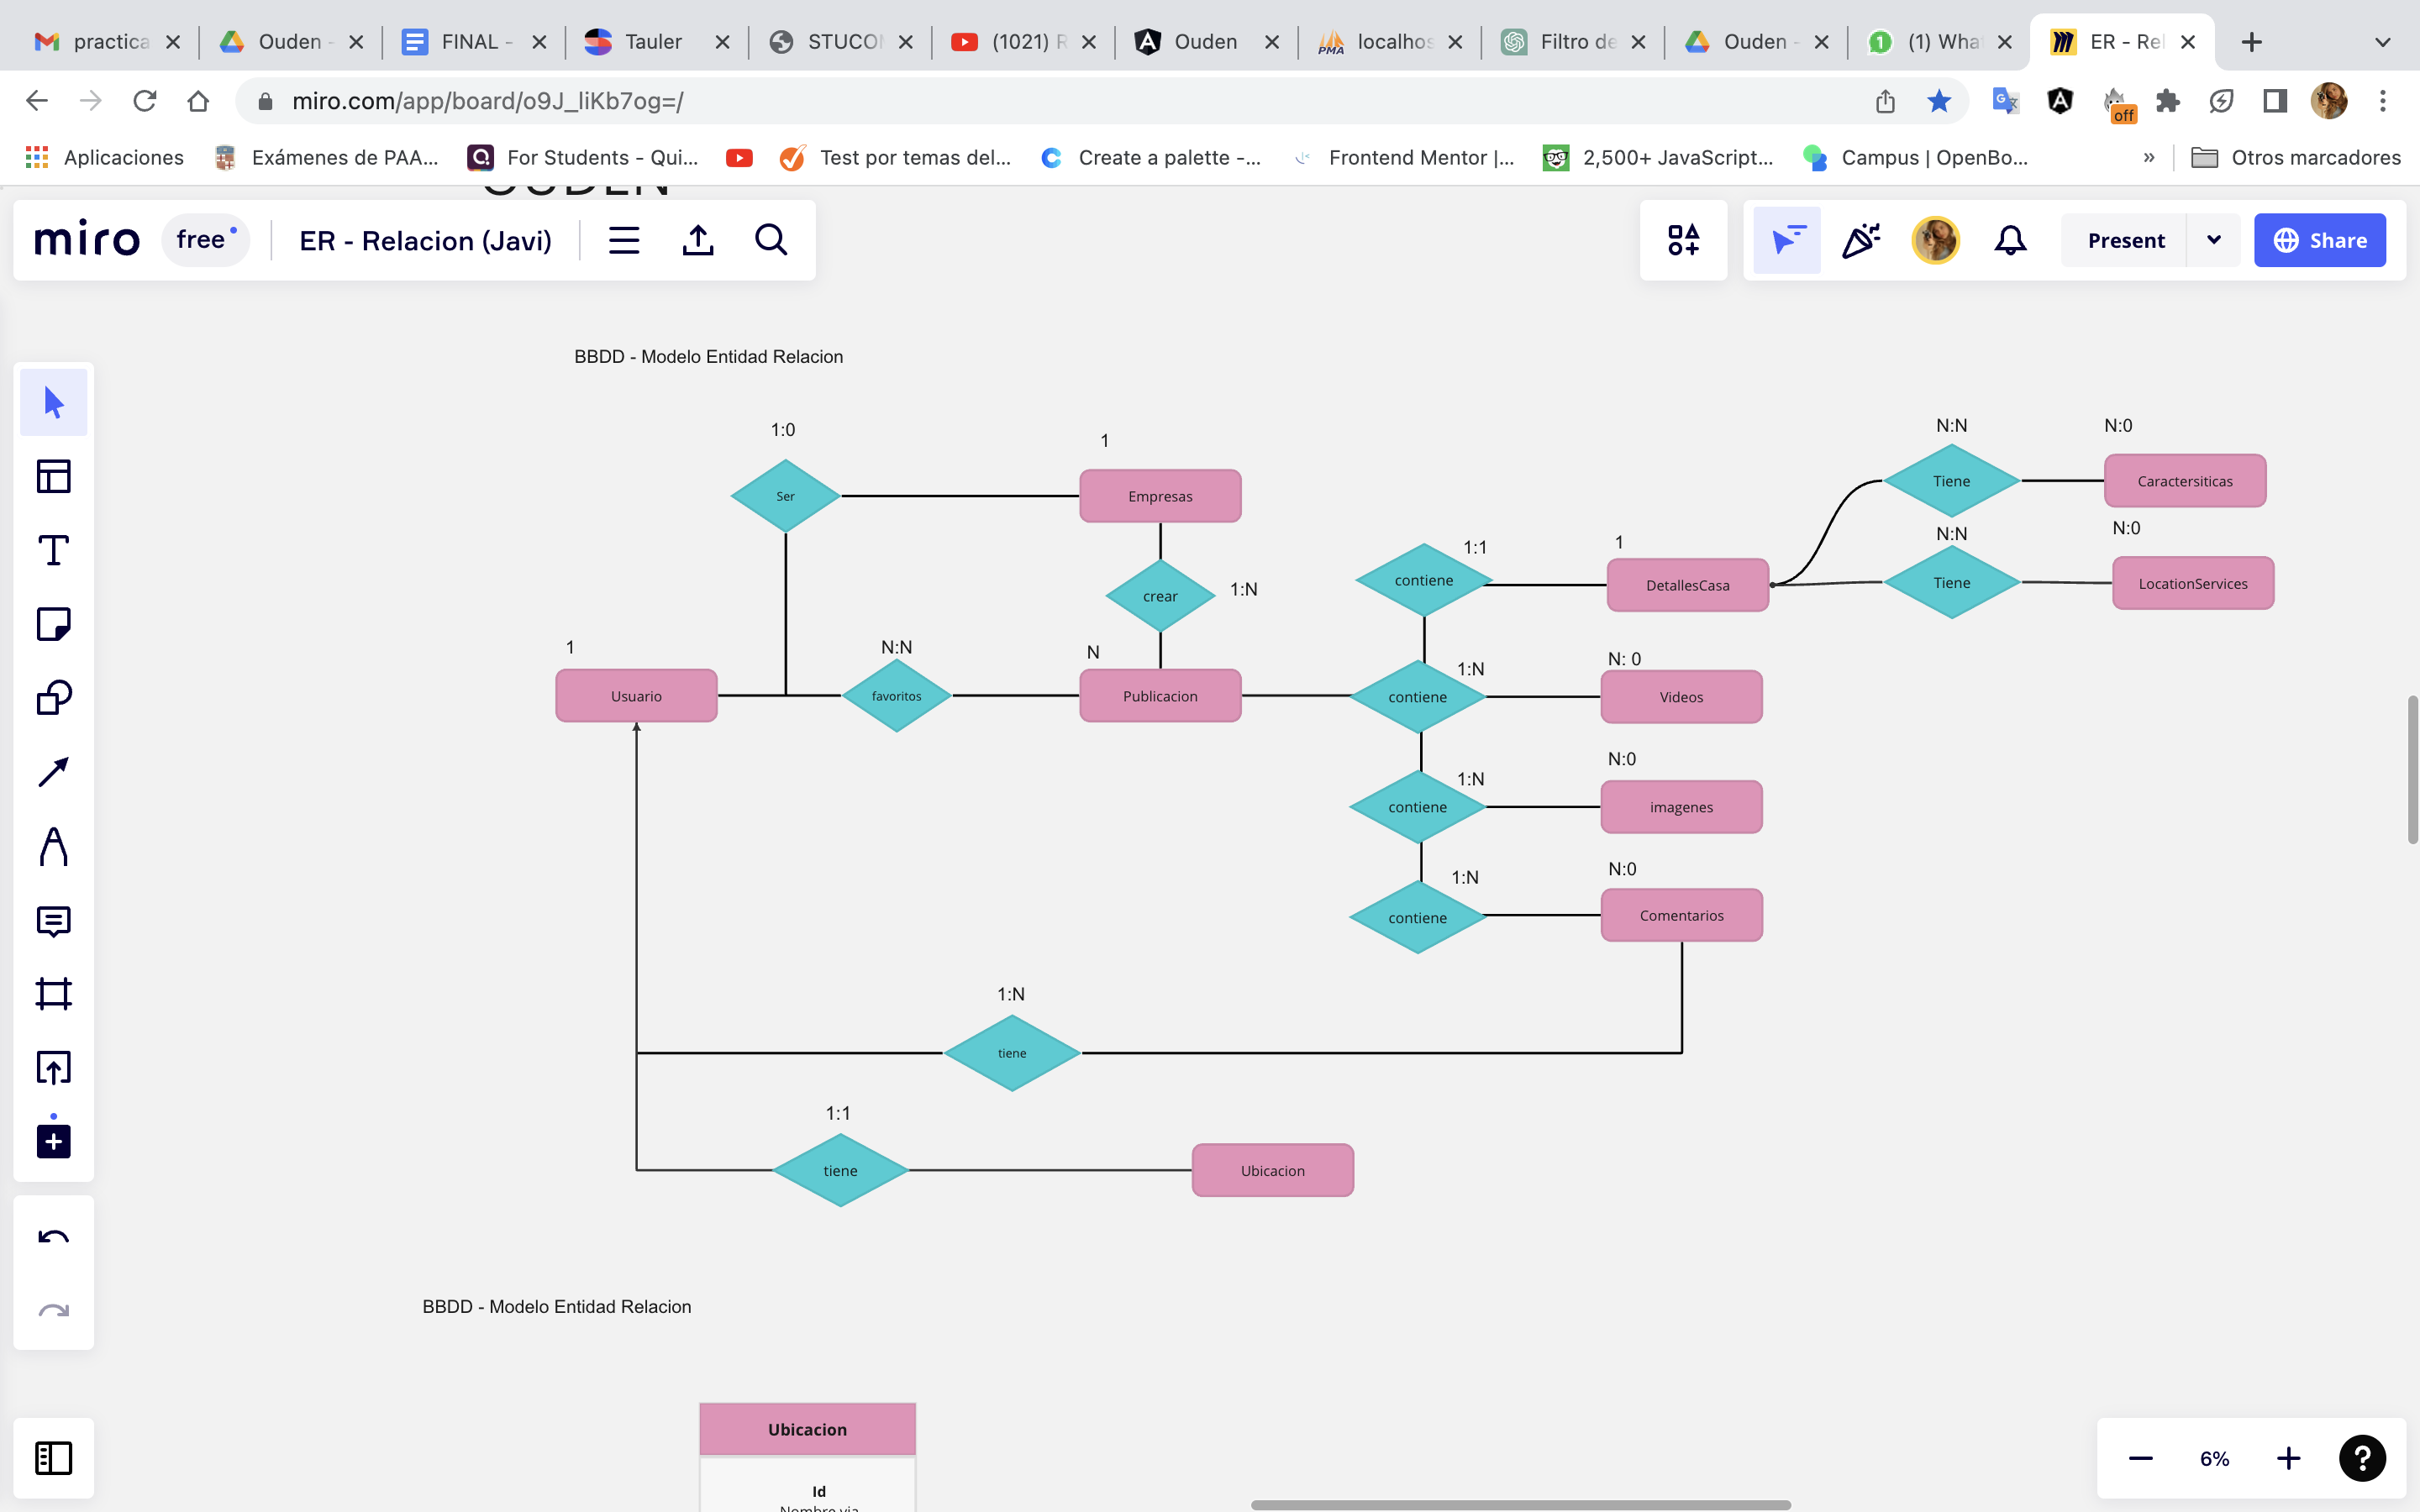 practica
Ouden -
FINAL -
Tauler
STUCOM
(1021) R
Ouden
localhos
Filtro de
Ouden -
(1) Wha
ER - Rel
miro.com/app/board/o9J_liKb7og=/
off
Aplicaciones
Exámenes de PAA...
For Students - Qui...
Test por temas del...
Create a palette -...
Frontend Mentor |...
2,500+ JavaScript...
Campus | OpenBo...
»
Otros marcadores
OUDEN
miro
free
ER - Relacion (Javi)
Present
Share
BBDD - Modelo Entidad Relacion
1:0
1
N:N
N:0
Ser
Empresas
Tiene
Caractersiticas
N:N
N:0
1:1
1
contiene
DetallesCasa
Tiene
LocationServices
crear
1:N
1
N:N
N
1:N
N: 0
Usuario
favoritos
Publicacion
contiene
Videos
1:N
N:0
contiene
imagenes
1:N
N:0
contiene
Comentarios
1:N
tiene
1:1
tiene
Ubicacion
BBDD - Modelo Entidad Relacion
Ubicacion
Id
Nombre via
6%
?